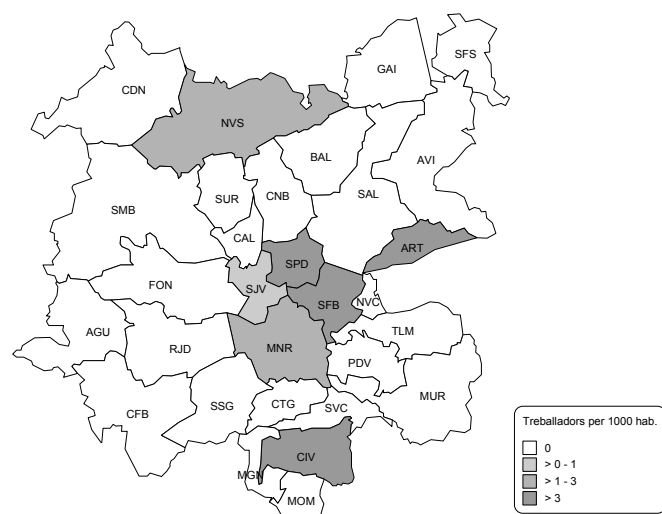 SFS
GAI
CDN
NVS
BAL
AVI
SUR
CNB
SAL
SMB
CAL
ART
SPD
FON
SJV
SFB
NVC
AGU
TLM
RJD
MNR
PDV
MUR
SSG
CTG
SVC
CFB
CIV
MGN
MOM
Treballadors per 1000 hab.
0
> 0 - 1
> 1 - 3
> 3